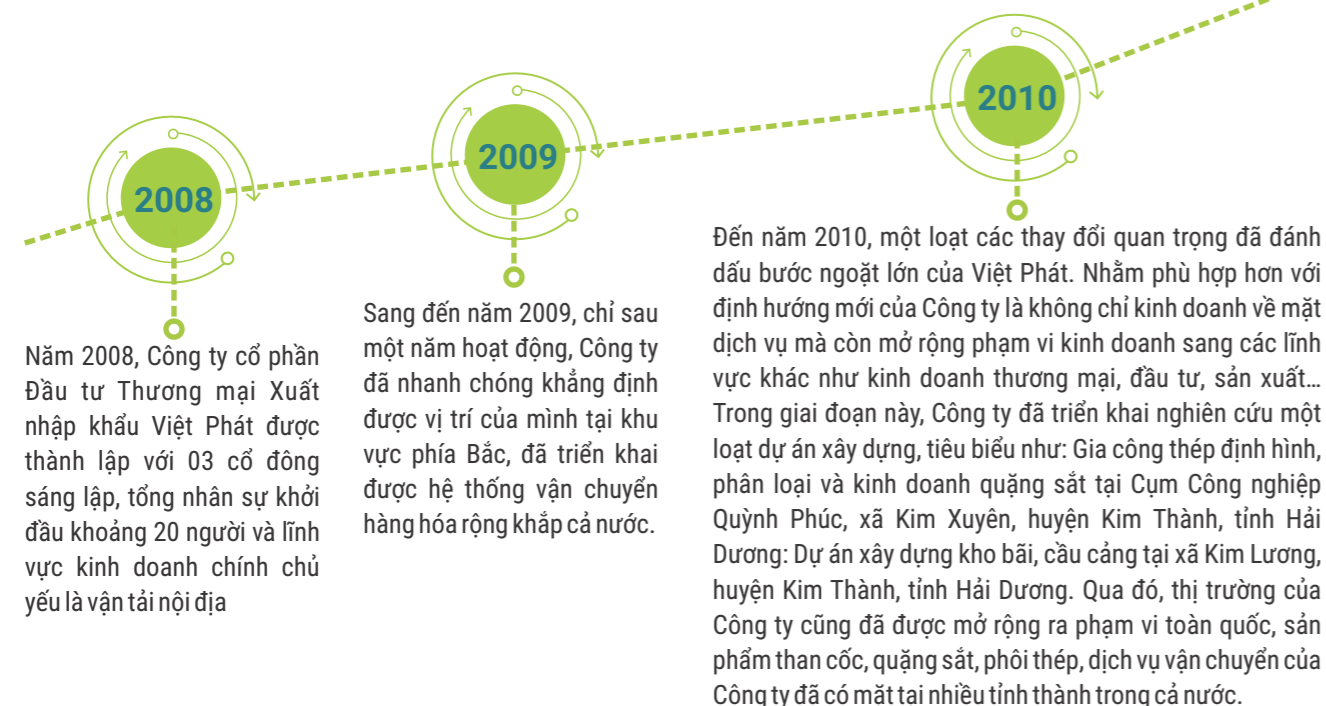 2008
Năm 2008, Công ty cổ phần
Đầu tư Thương mại Xuất
nhập khẩu Việt Phát được
thành lập với 03 cổ đông
sáng lập, tổng nhân sự khởi
đầu khoảng 20 người và lĩnh
vực kinh doanh chính chủ
yếu là vận tải nội địa
2009
Sang đến năm 2009, chỉ sau
một năm hoạt động, Công ty
đã nhanh chóng khẳng định
được vị trí của mình tại khu
vực phía Bắc, đã triển khai
được hệ thống vận chuyển
hàng hóa rộng khắp cả nước.
2010
Đến năm 2010, một loạt các thay đổi quan trọng đã đánh
dấu bước ngoặt lớn của Việt Phát. Nhằm phù hợp hơn với
định hướng mới của Công ty là không chỉ kinh doanh về mặt
dịch vụ mà còn mở rộng phạm vi kinh doanh sang các lĩnh
vực khác như kinh doanh thương mại, đầu tư, sản xuất…
Trong giai đoạn này, Công ty đã triển khai nghiên cứu một
loạt dự án xây dựng, tiêu biểu như: Gia công thép định hình,
phân loại và kinh doanh quặng sắt tại Cụm Công nghiệp
Quỳnh Phúc, xã Kim Xuyên, huyện Kim Thành, tỉnh Hải
Dương: Dự án xây dựng kho bãi, cầu cảng tại xã Kim Lương,
huyện Kim Thành, tỉnh Hải Dương. Qua đó, thị trường của
Công ty cũng đã được mở rộng ra phạm vi toàn quốc, sản
phẩm than cốc, quặng sắt, phôi thép, dịch vụ vận chuyển của
Công ty đã có mặt tại nhiều tỉnh thành trong cả nước.